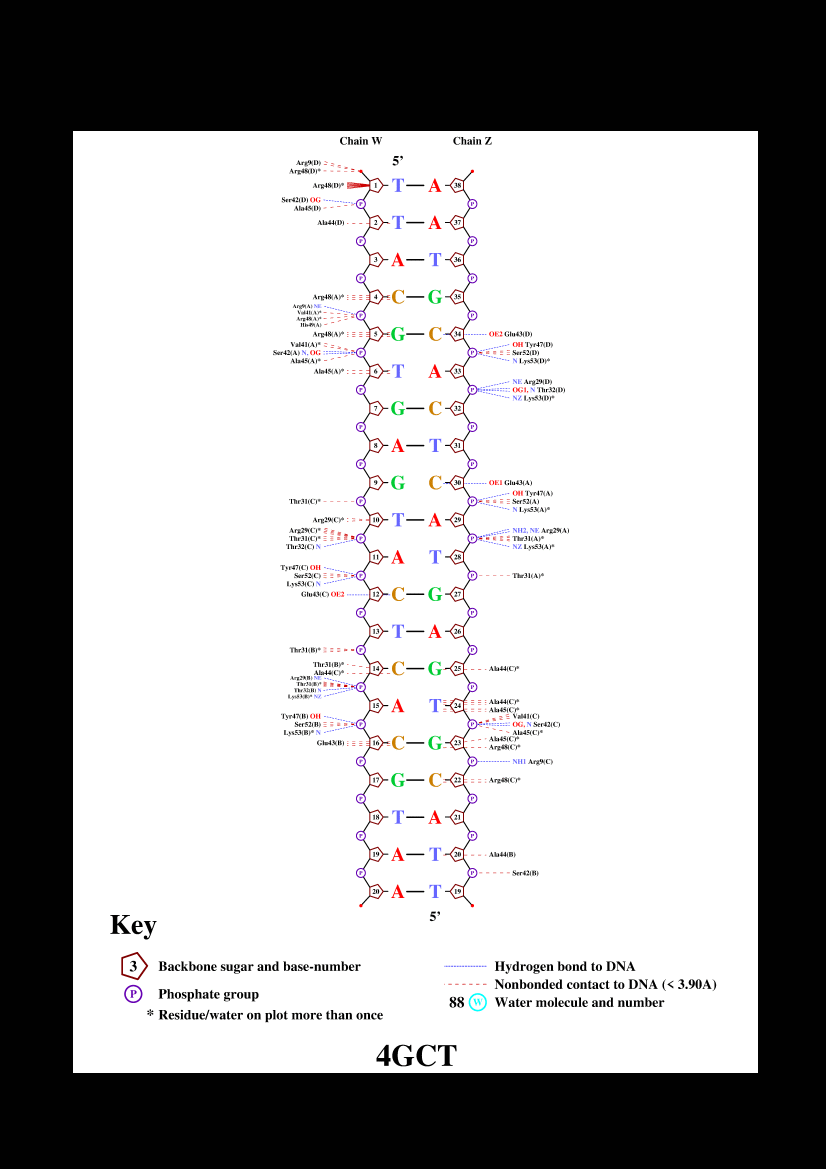 Chain W Chain Z
5’
Arg9(D)
Arg48(D)*
Arg48(D)* 1 T A 38
Ser42(D) OG P P
Ala45(D)
Ala44(D) 2 T A 37
P P
3 A T 36
P P
Arg48(A)* 4 C G 35
Arg9(A) NE
Val41(A)*
Arg48(A)* P P
His49(A)
Arg48(A)* 5 G C 34 OE2 Glu43(D)
Val41(A)* OH Tyr47(D)
Ser42(A) N, OG P P Ser52(D)
Ala45(A)* N Lys53(D)*
Ala45(A)* 6 T A 33
NE Arg29(D)
P P OG1, N Thr32(D)
NZ Lys53(D)*
7 G C 32
P P
8 A T 31
P P
9 G C 30 OE1 Glu43(A)
OH Tyr47(A)
Thr31(C)* P P Ser52(A)
N Lys53(A)*
Arg29(C)* 10 T A 29
Arg29(C)* NH2, NE Arg29(A)
Thr31(C)* P P Thr31(A)*
Thr32(C) N NZ Lys53(A)*
11 A T 28
Tyr47(C) OH
Ser52(C) P P Thr31(A)*
Lys53(C) N
Glu43(C) OE2 12 C G 27
P P
13 T A 26
Thr31(B)* P P
Thr31(B)*
14 C G 25 Ala44(C)*
Ala44(C)*
Arg29(B) NE
Thr31(B)* P P
Thr32(B) N
Lys53(B)* NZ
15 A T 24 Ala44(C)*
Ala45(C)*
Tyr47(B) OH Val41(C)
Ser52(B) P P OG, N Ser42(C)
Lys53(B)* N Ala45(C)*
Glu43(B) 16 C G 23 Ala45(C)*
Arg48(C)*
P P NH1 Arg9(C)
17 G C 22 Arg48(C)*
P P
18 T A 21
P P
19 A T 20 Ala44(B)
P P Ser42(B)
20 A T 19
5’
Key
3 Backbone sugar and base-number
P Phosphate group
* Residue/water on plot more than once
Hydrogen bond to DNA
Nonbonded contact to DNA (< 3.90A)
88 W Water molecule and number
4GCT